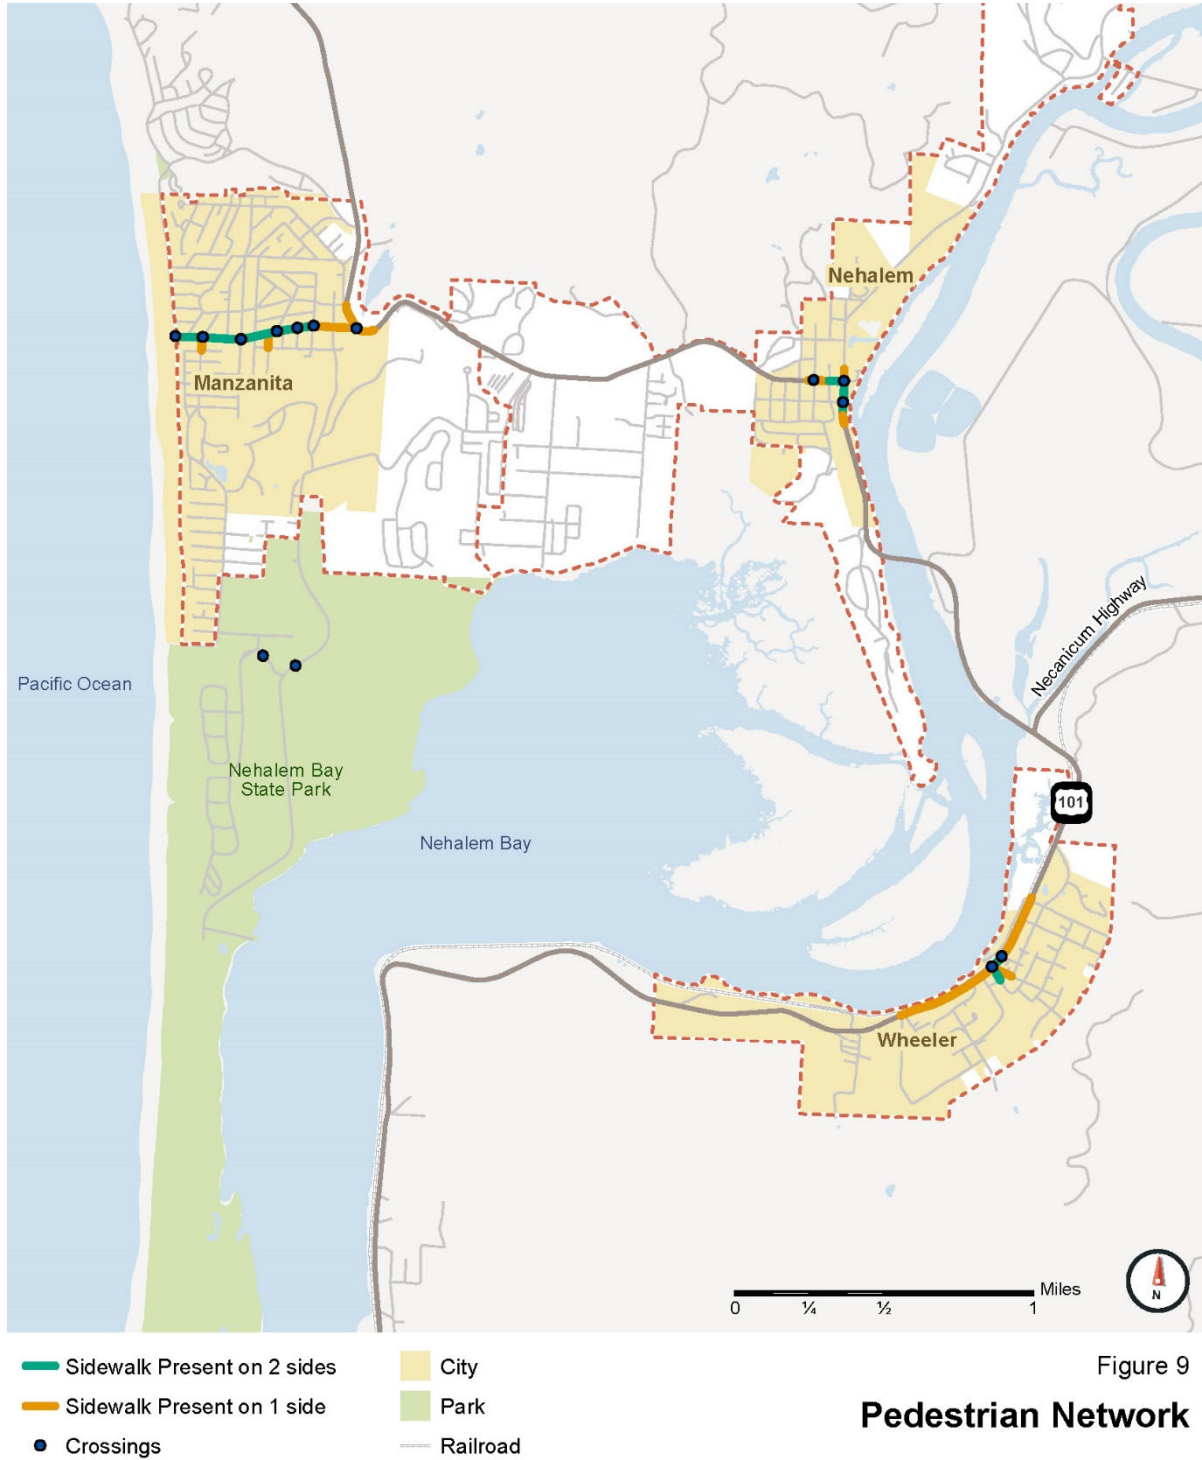 Nehalem
Manzanita
Necanicum Highway
Pacific Ocean
Nehalem Bay
State Park
101
Nehalem Bay
Wheeler
Miles
0 ¼ ½ 1
N
Sidewalk Present on 2 sides
Sidewalk Present on 1 side
Crossings
City
Park
Railroad
Figure 9
Pedestrian Network